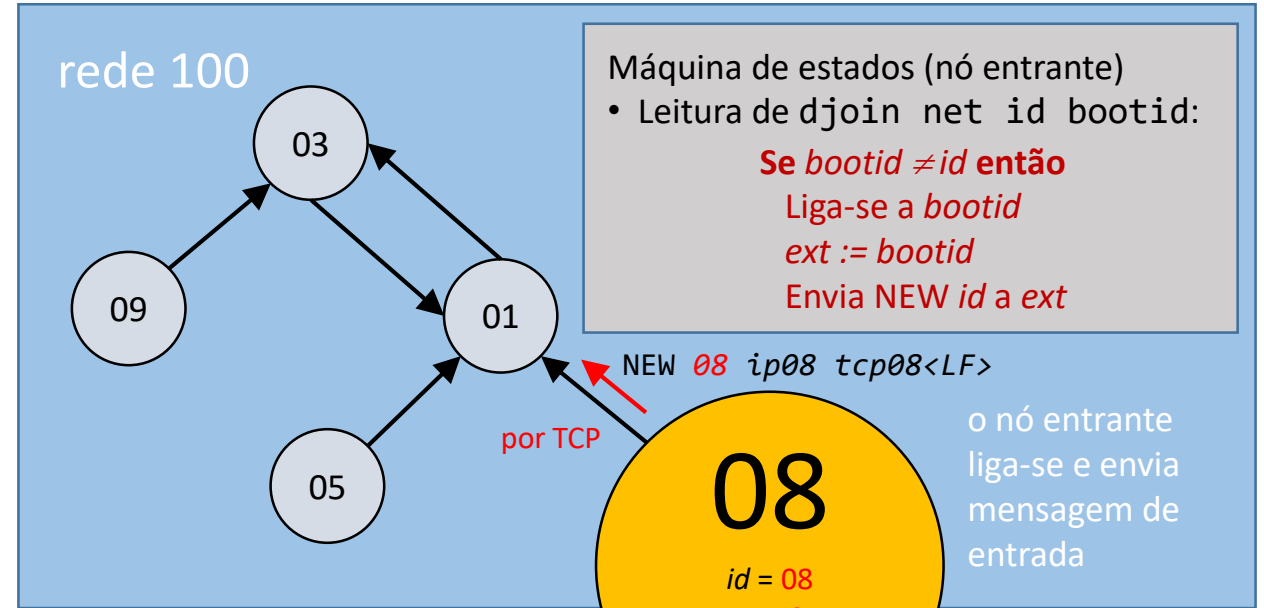 rede 100
Máquina de estados (nó entrante)
• Leitura de djoin net id bootid:
Se bootid ≠ id então
Liga-se a bootid
ext := bootid
Envia NEW id a ext
03
09
01
05
NEW 08 ip08 tcp08<LF>
por TCP
08
id = 08
o nó entrante
liga-se e envia
mensagem de
entrada